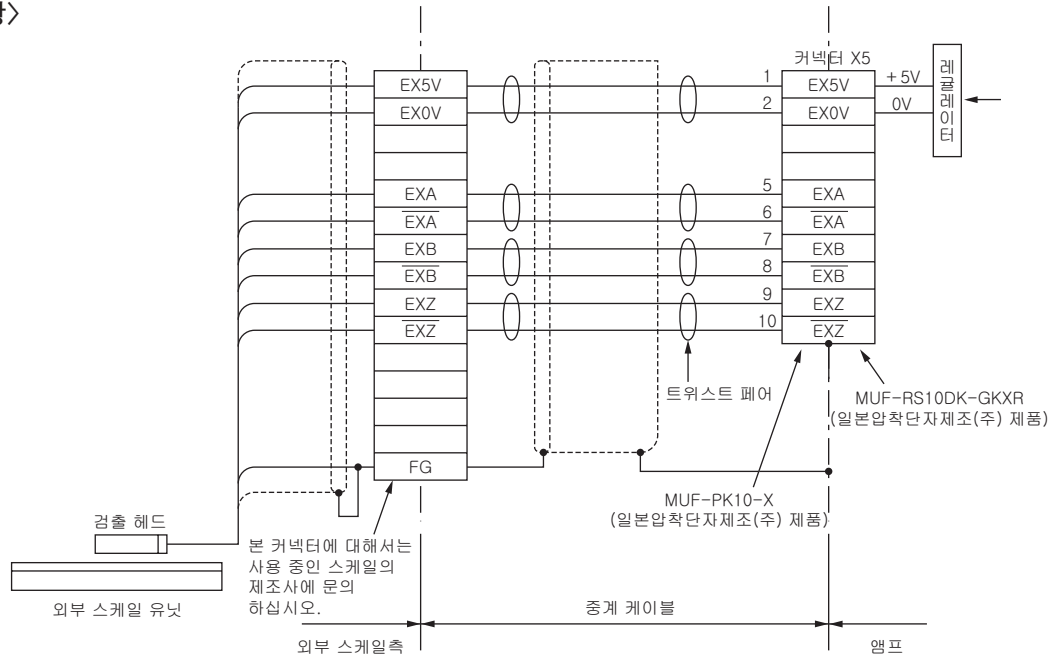 커넥터 X5
EX5V
1
EX5V
+5V
레귤레이터
EX0V
2
EX0V
0V
EXA
5
EXA
E̅X̅A̅
6
E̅X̅A̅
EXB
7
EXB
E̅X̅B̅
8
E̅X̅B̅
EXZ
9
EXZ
E̅X̅Z̅
10
E̅X̅Z̅
트위스트 페어
MUF-RS10DK-GKXR
(일본압착단자제조(주) 제품)
FG
MUF-PK10-X
(일본압착단자제조(주) 제품)
검출 헤드
본 커넥터에 대해서는
사용 중인 스케일의
제조사에 문의
하십시오.
외부 스케일 유닛
중계 케이블
외부 스케일측
앰프